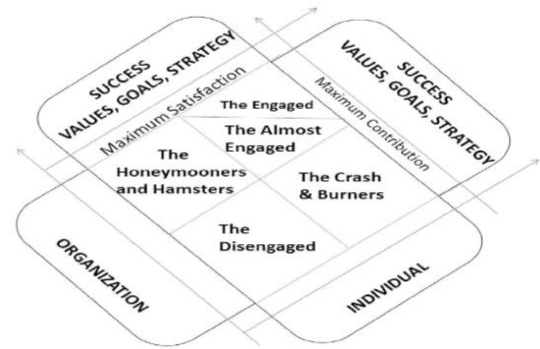 SUCCESS
VALUES, GOALS, STRATEGY
Maximum Satisfaction
SUCCESS
VALUES, GOALS, STRATEGY
Maximum Contribution
The Engaged
The Almost
Engaged
The
Honeymooners
and Hamsters
The Crash
& Burners
The
Disengaged
ORGANIZATION
INDIVIDUAL